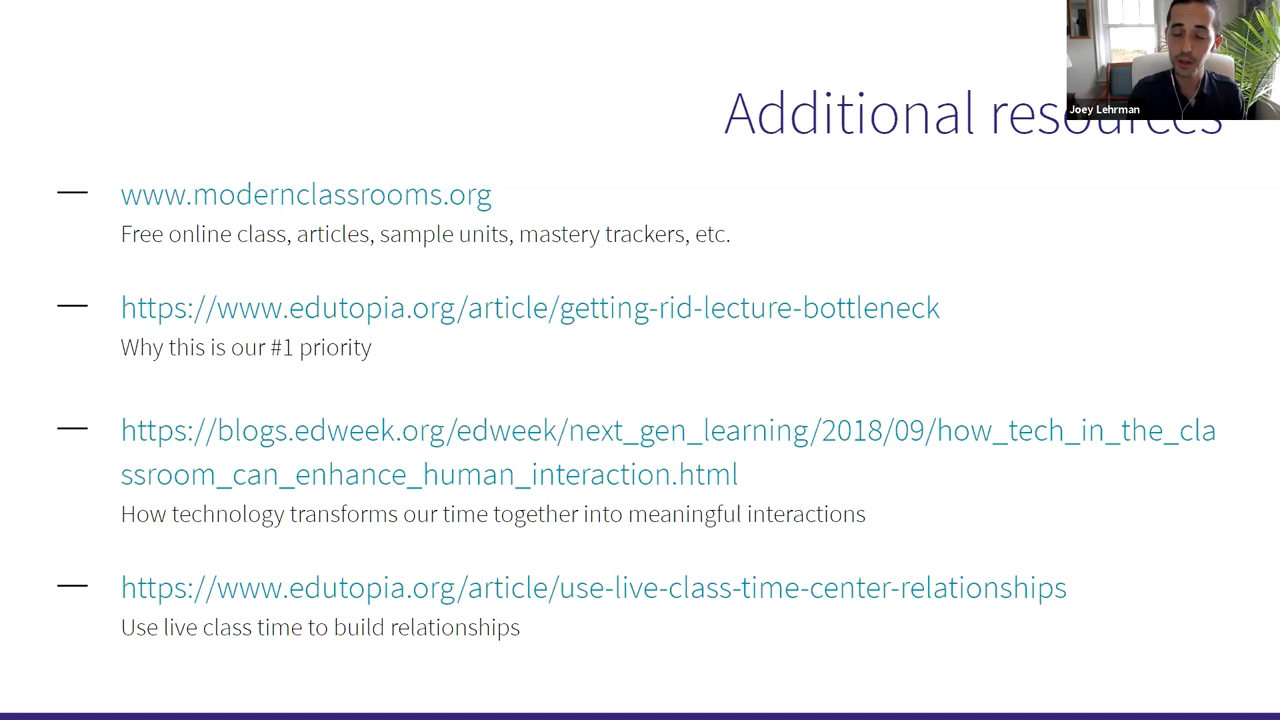 Joey Lehrman
Additional resources
www.modernclassrooms.org
Free online class, articles, sample units, mastery trackers, etc.
https://www.edutopia.org/article/getting-rid-lecture-bottleneck
Why this is our #1 priority
https://blogs.edweek.org/edweek/next_gen_learning/2018/09/how_tech_in_the_cla
ssroom_can_enhance_human_interaction.html
How technology transforms our time together into meaningful interactions
https://www.edutopia.org/article/use-live-class-time-center-relationships
Use live class time to build relationships